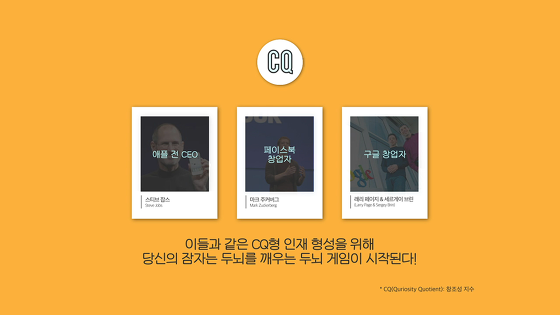 CQ
애플 전 CEO
페이스북
창업자
구글 창업자
스티브 잡스
Steve Jobs
마크 주커버그
Mark Zuckerberg
래리 페이지 & 세르게이 브린
(Larry Page & Sergey Brin)
이들과 같은 CQ형 인재 형성을 위해
당신의 잠자는 두뇌를 깨우는 두뇌 게임이 시작된다!
* CQ(Quriosity Quotient): 창조성 지수